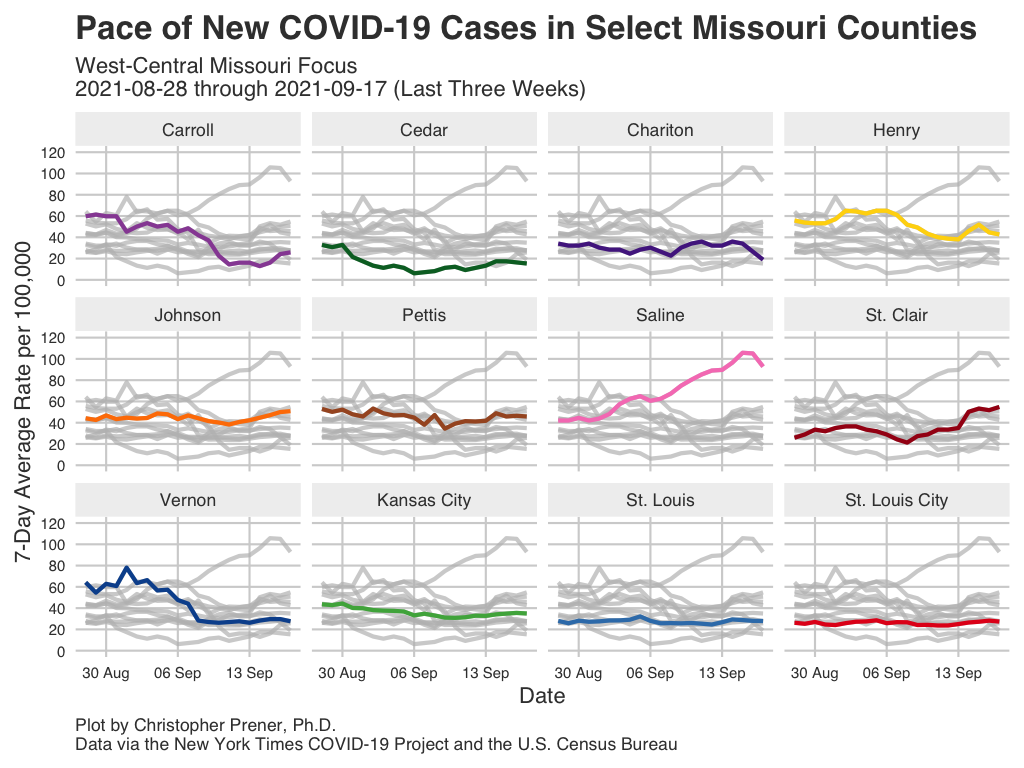 Pace of New COVID-19 Cases in Select Missouri Counties
West-Central Missouri Focus
2021-08-28 through 2021-09-17 (Last Three Weeks)
7-Day Average Rate per 100,000
Carroll Cedar Chariton Henry
120
100
80
60
40
20
0
Johnson Pettis Saline St. Clair
120
100
80
60
40
20
0
Vernon Kansas City St. Louis St. Louis City
120
100
80
60
40
20
0
30 Aug 06 Sep 13 Sep 30 Aug 06 Sep 13 Sep 30 Aug 06 Sep 13 Sep 30 Aug 06 Sep 13 Sep
Date
Plot by Christopher Prener, Ph.D.
Data via the New York Times COVID-19 Project and the U.S. Census Bureau